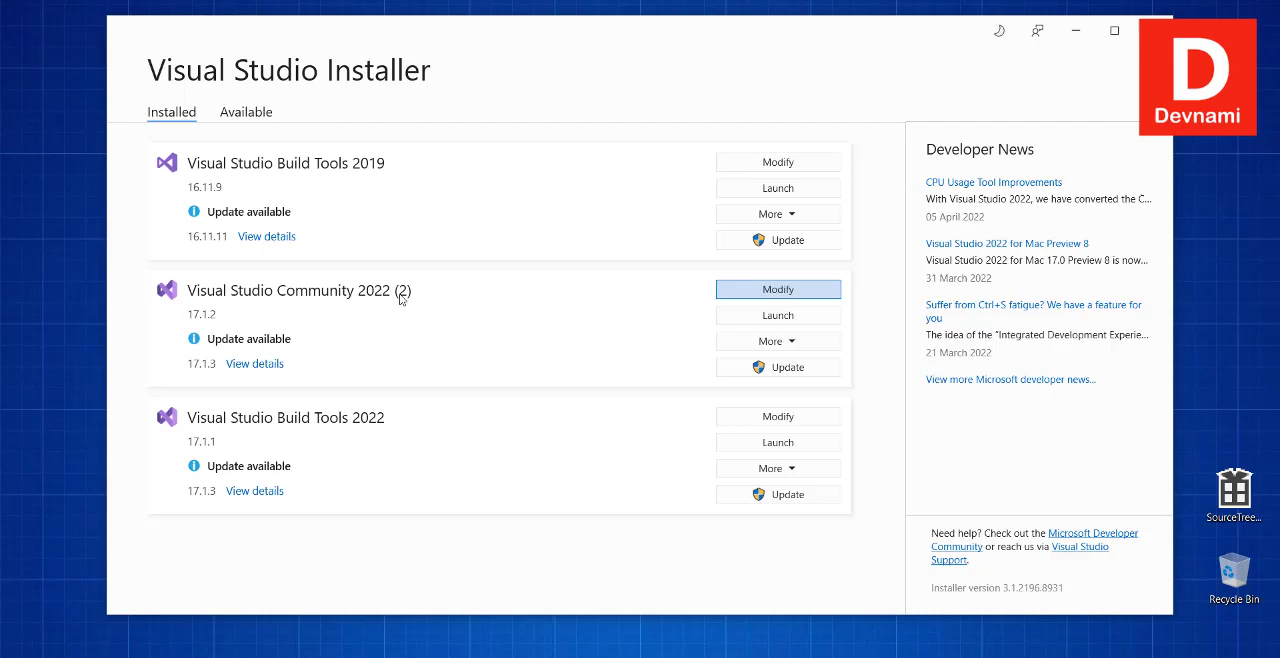 Visual Studio Installer
Installed
Available
Visual Studio Build Tools 2019
16.11.9
Update available
16.11.11 View details
Modify
Launch
More
Update
Visual Studio Community 2022 (2)
17.1.2
Update available
17.1.3 View details
Modify
Launch
More
Update
Visual Studio Build Tools 2022
17.1.1
Update available
17.1.3 View details
Modify
Launch
More
Update
Developer News
CPU Usage Tool Improvements
With Visual Studio 2022, we have converted the C...
05 April 2022
Visual Studio 2022 for Mac Preview 8
Visual Studio 2022 for Mac 17.0 Preview 8 is now...
31 March 2022
Suffer from Ctrl+S fatigue? We have a feature for
you
The idea of the "Integrated Development Experie...
21 March 2022
View more Microsoft developer news...
Need help? Check out the Microsoft Developer
Community or reach us via Visual Studio
Support.
Installer version 3.1.2196.8931
D
Devnami
SourceTree...
Recycle Bin